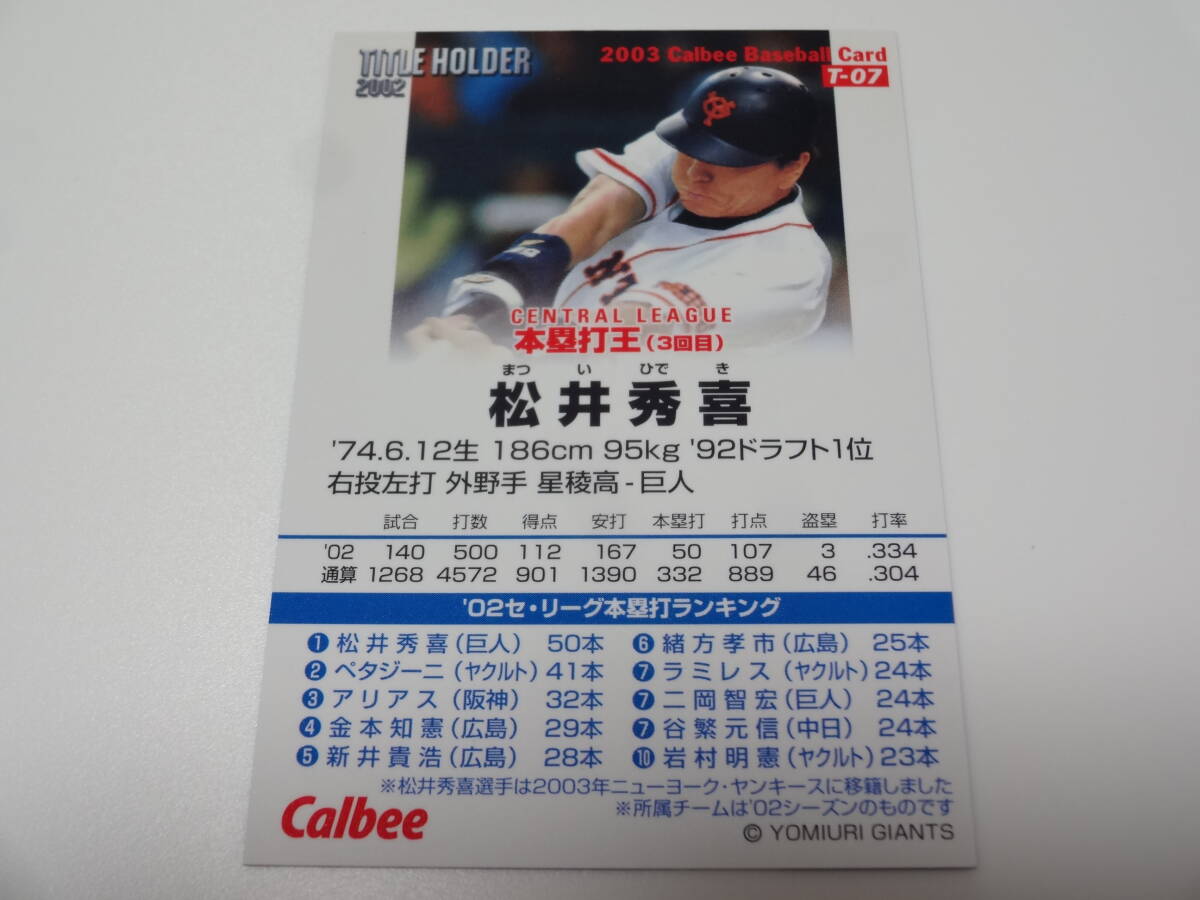 TITLE HOLDER
2002
2003 Calbee Baseball Card
T-07
CENTRAL LEAGUE
本塁打王(3回目)
まつ い ひで き
松井秀喜
'74.6.12生 186cm 95kg '92ドラフト1位
右投左打 外野手 星稜高-巨人
試合 打数 得点 安打 本塁打 打点 盗塁 打率
'02 140 500 112 167 50 107 3 .334
通算 1268 4572 901 1390 332 889 46 .304
'02セ・リーグ本塁打ランキング
❶ 松井秀喜(巨人) 50本
❷ ペタジーニ(ヤクルト)41本
❸ アリアス(阪神) 32本
❹ 金本知憲(広島) 29本
❺ 新井貴浩(広島) 28本
❻ 緒方孝市(広島) 25本
❼ ラミレス(ヤクルト)24本
❼ 二岡智宏(巨人) 24本
❼ 谷繁元信(中日) 24本
❿ 岩村明憲(ヤクルト)23本
※松井秀喜選手は2003年ニューヨーク・ヤンキースに移籍しました
※所属チームは'02シーズンのものです
Calbee
© YOMIURI GIANTS